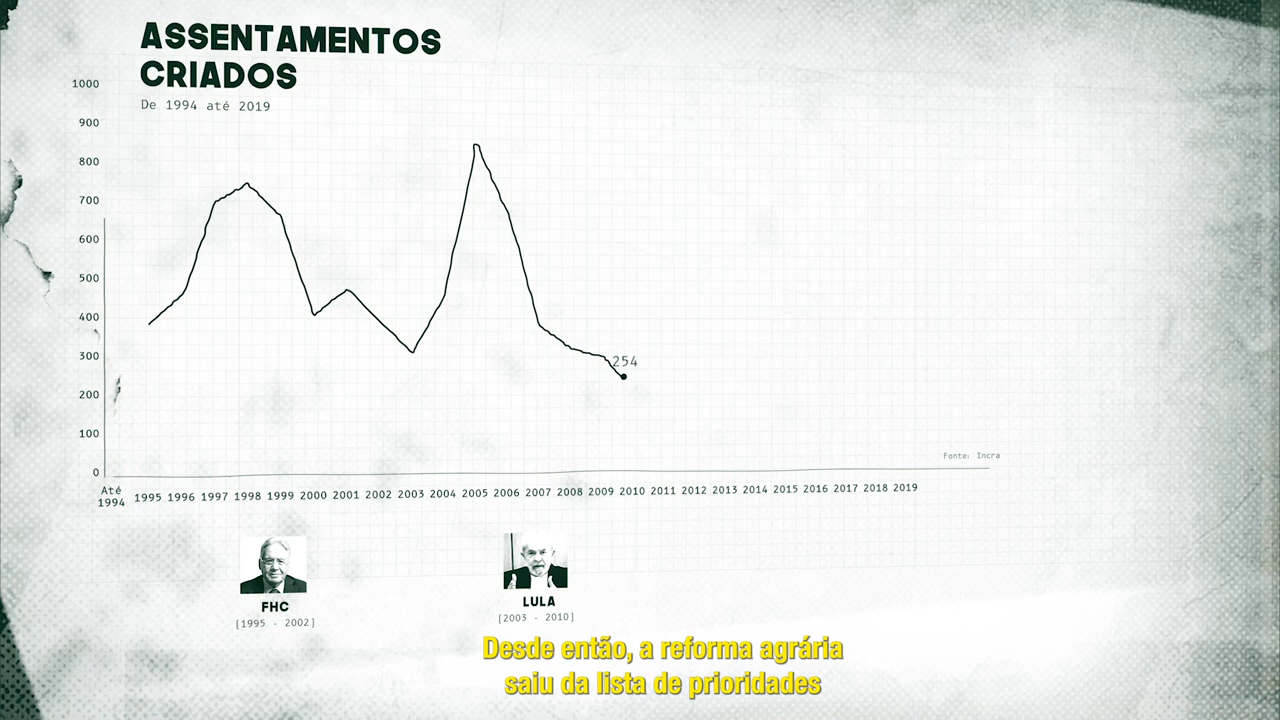 ASSENTAMENTOS
CRIADOS
De 1994 até 2019
1000
900
800
700
600
500
400
300
200
100
0
254
Fonte: Incra
Até
1994 1995 1996 1997 1998 1999 2000 2001 2002 2003 2004 2005 2006 2007 2008 2009 2010 2011 2012 2013 2014 2015 2016 2017 2018 2019
FHC
[1995 - 2002]
LULA
[2003 - 2010]
Desde então, a reforma agrária
saiu da lista de prioridades